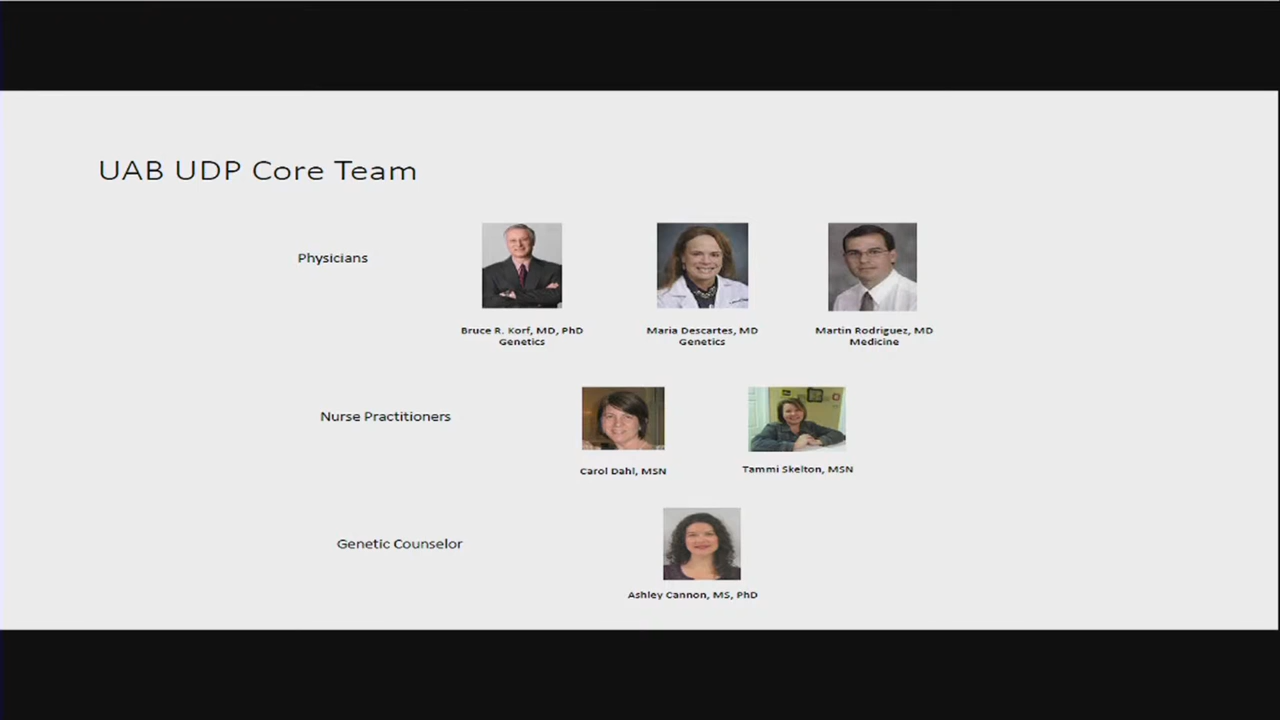 UAB UDP Core Team
Physicians
Bruce R. Korf, MD, PhD
Genetics
Maria Descartes, MD
Genetics
Martin Rodriguez, MD
Medicine
Nurse Practitioners
Carol Dahl, MSN
Tammi Skelton, MSN
Genetic Counselor
Ashley Cannon, MS, PhD